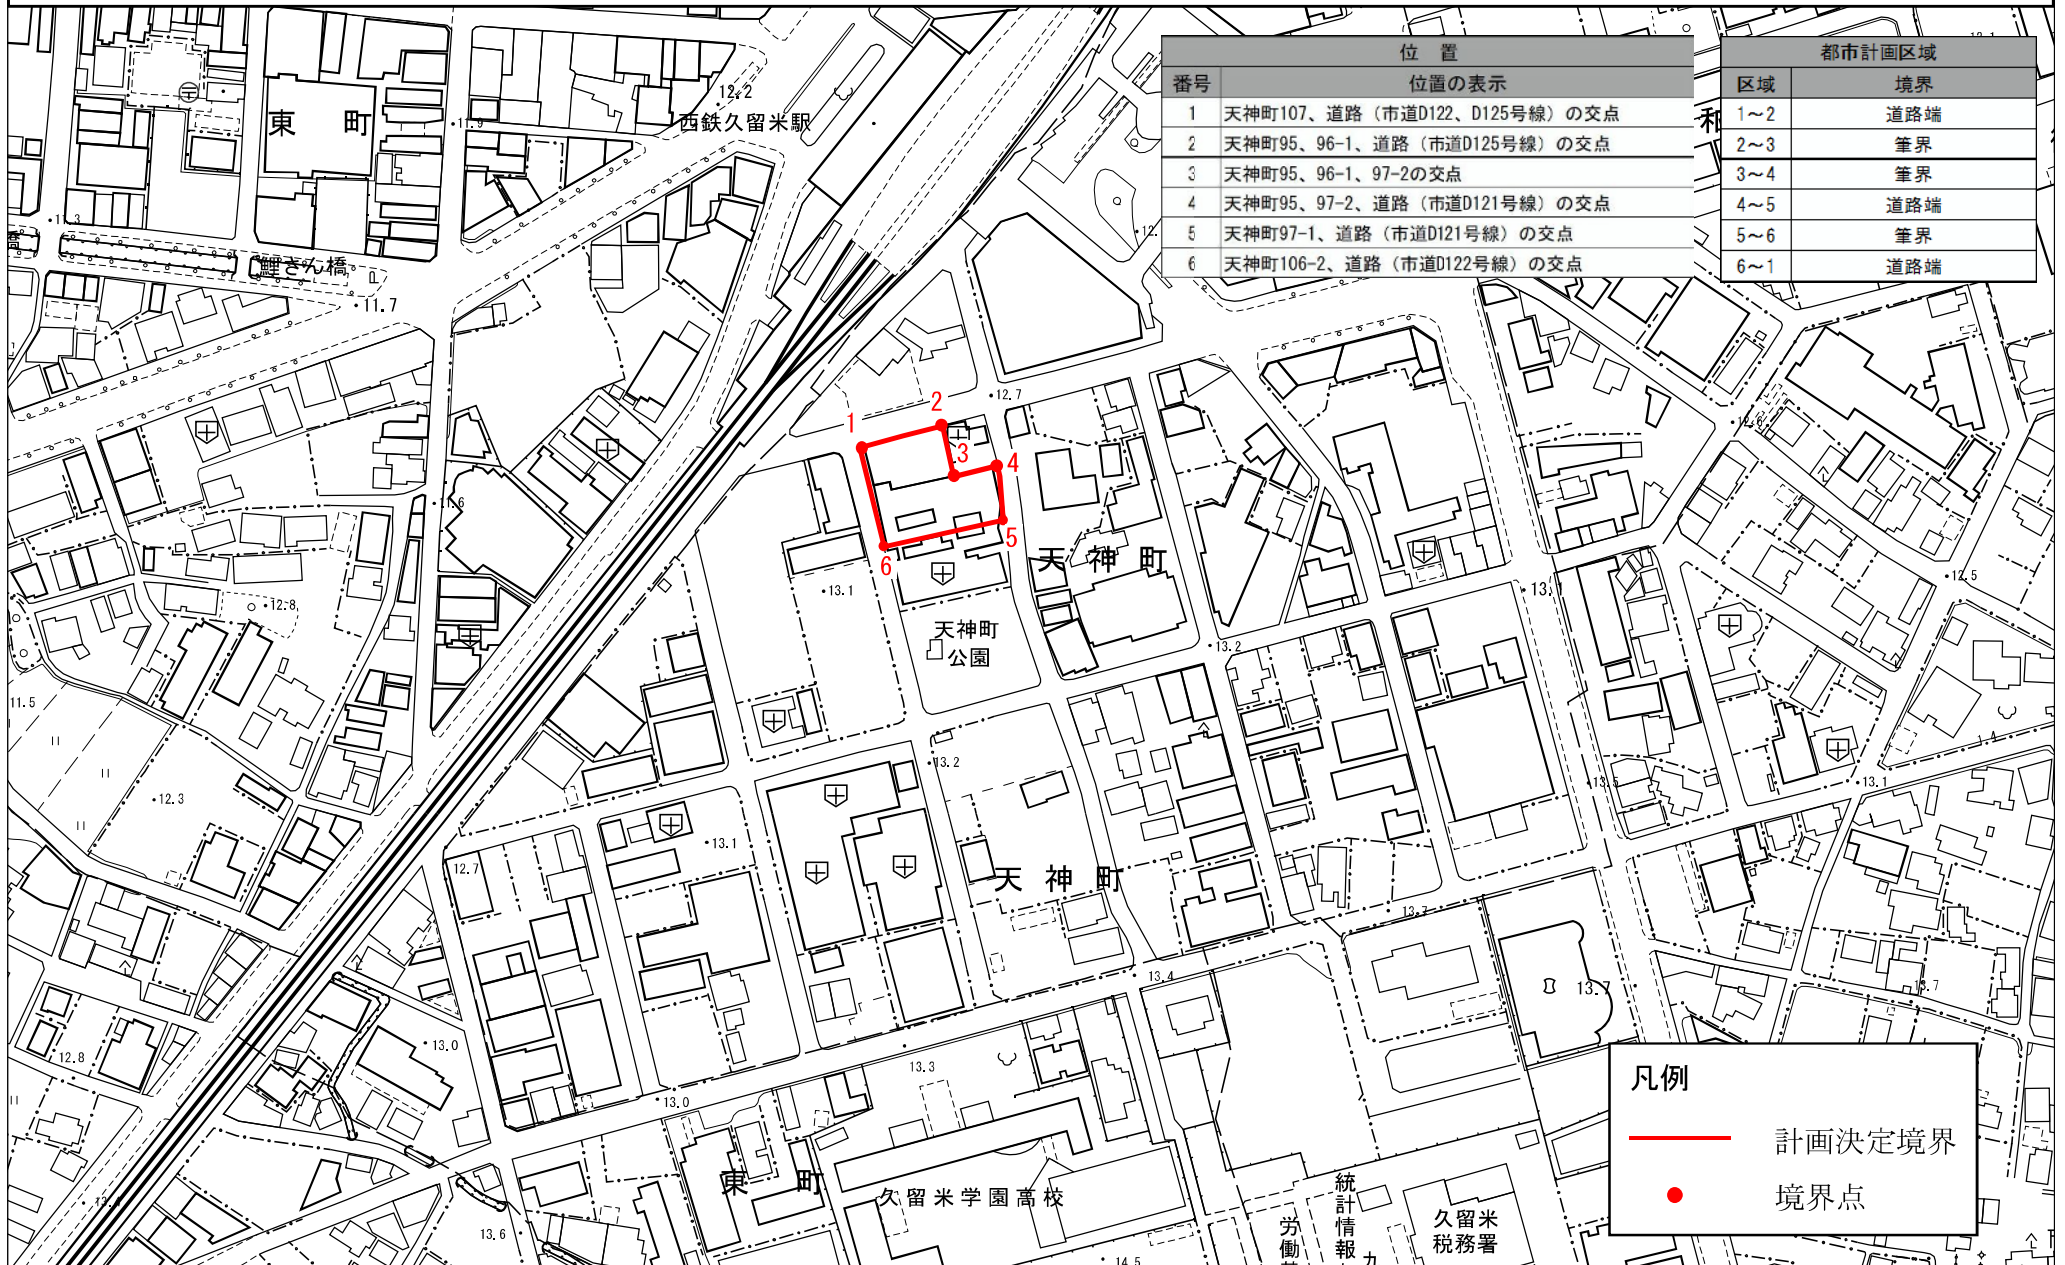 位　置
番号 位置の表示
1 天神町107、道路（市道D122、D125号線）の交点
2 天神町95、96-1、道路（市道D125号線）の交点
3 天神町95、96-1、97-2の交点
4 天神町95、97-2、道路（市道D121号線）の交点
5 天神町97-1、道路（市道D121号線）の交点
6 天神町106-2、道路（市道D122号線）の交点
都市計画区域
区域 境界
1～2 道路端
2～3 筆界
3～4 筆界
4～5 道路端
5～6 筆界
6～1 道路端
東　町
12.2
西鉄久留米駅
11.9
11.3
鯉さん橋
11.7
12.7
1
2
3
4
5
6
12.6
11.6
天 神 町
13.1
13.1
12.5
12.8
天神町
公園
13.2
11.5
13.2
12.3
13.5
13.1
13.1
12.7
天 神 町
13.7
13.4
13.7
13.7
13.0
12.8
13.3
13.0
東　町
久留米学園高校
13.4
13.6
統計情報
労働
久留米
税務署
14.5
凡例
計画決定境界
境界点